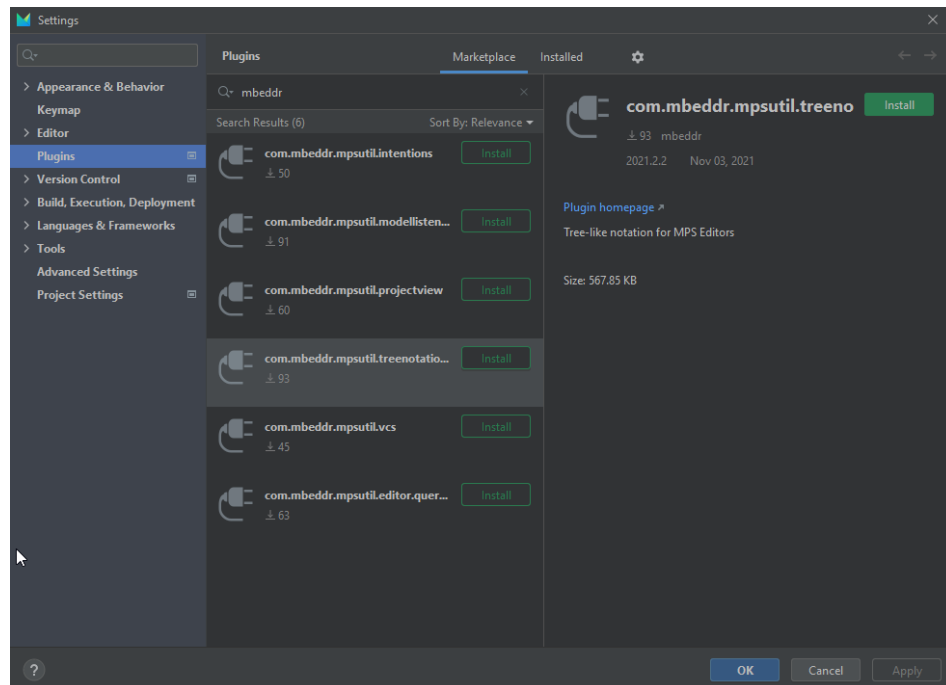 Settings
Appearance & Behavior
Keymap
Editor
Plugins
Version Control
Build, Execution, Deployment
Languages & Frameworks
Tools
Advanced Settings
Project Settings
Plugins
Marketplace
Installed
mbeddr
Search Results (6)
Sort By: Relevance
com.mbeddr.mpsutil.intentions
Install
50
com.mbeddr.mpsutil.modellisten...
Install
91
com.mbeddr.mpsutil.projectview
Install
60
com.mbeddr.mpsutil.treenotatio...
Install
93
com.mbeddr.mpsutil.vcs
Install
45
com.mbeddr.mpsutil.editor.quer...
Install
63
com.mbeddr.mpsutil.treeno
Install
93 mbeddr
2021.2.2 Nov 03, 2021
Plugin homepage
Tree-like notation for MPS Editors
Size: 567.85 KB
?
OK
Cancel
Apply